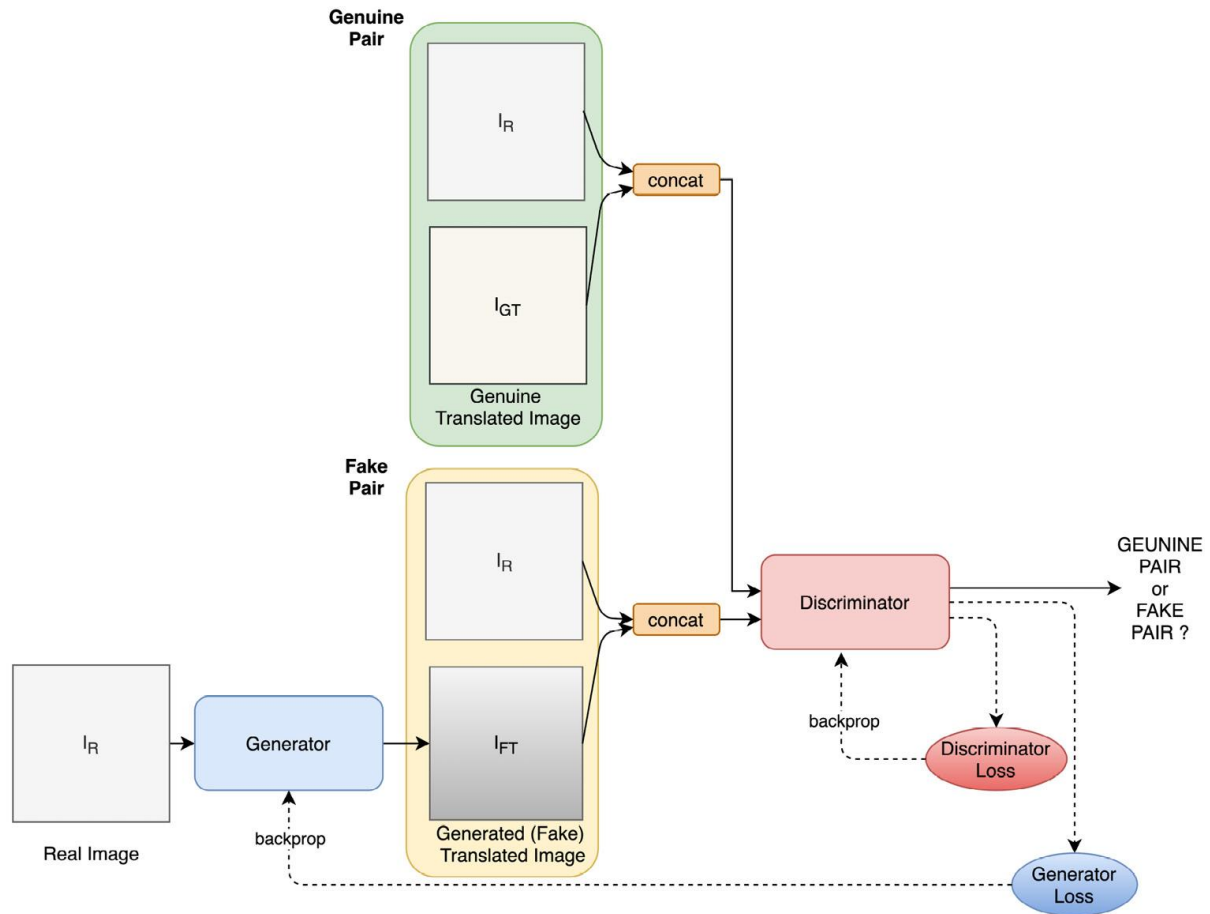 Genuine
Pair
I_R
concat
I_GT
Genuine
Translated Image
Fake
Pair
I_R
concat
Discriminator
GEUNINE
PAIR
or
FAKE
PAIR ?
I_R
Generator
I_FT
backprop
Discriminator
Loss
Generated (Fake)
Translated Image
Real Image
backprop
Generator
Loss